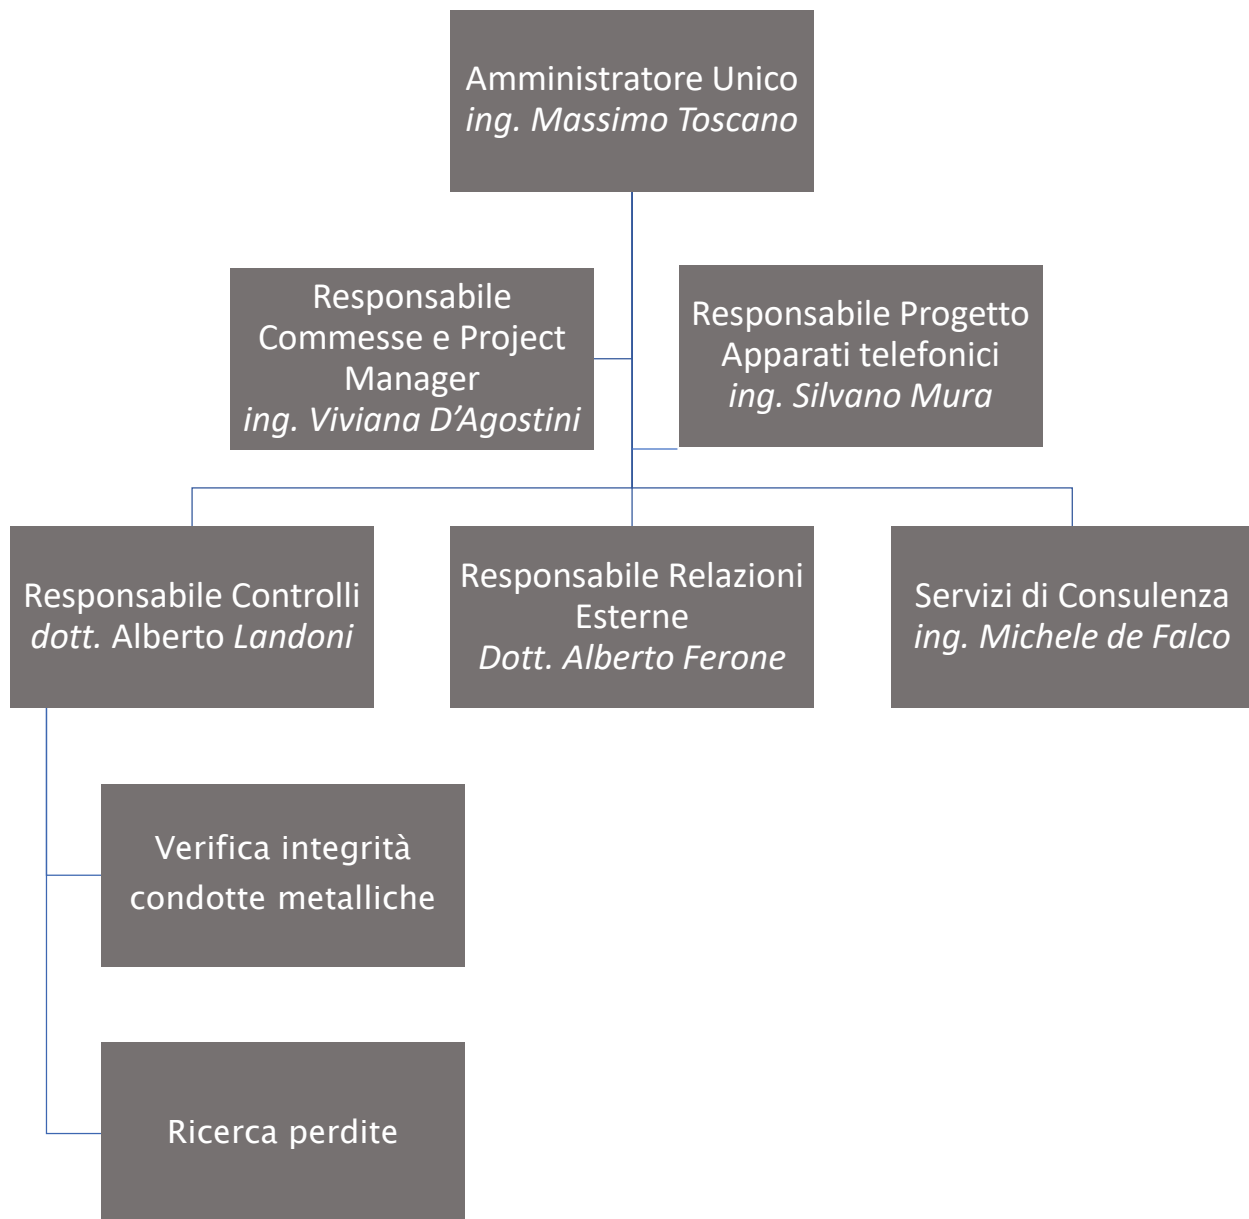 Amministratore Unico
ing. Massimo Toscano
Responsabile
Commesse e Project
Manager
ing. Viviana D’Agostini
Responsabile Progetto
Apparati telefonici
ing. Silvano Mura
Responsabile Controlli
dott. Alberto Landoni
Responsabile Relazioni
Esterne
Dott. Alberto Ferone
Servizi di Consulenza
ing. Michele de Falco
Verifica integrità
condotte metalliche
Ricerca perdite